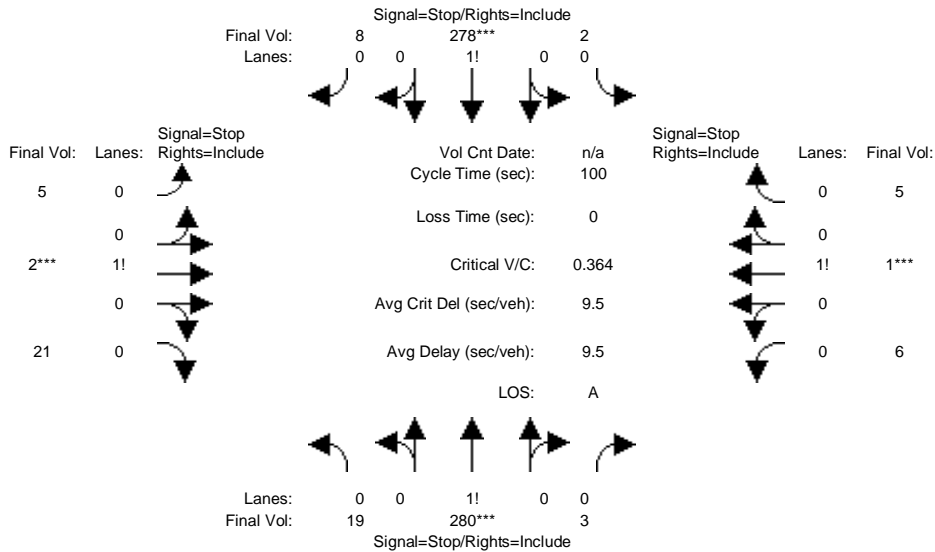 Signal=Stop/Rights=Include
Final Vol: 8 278*** 2
Lanes: 0 0 1! 0 0
Signal=Stop
Final Vol: Lanes: Rights=Include
Vol Cnt Date: n/a
Signal=Stop
Rights=Include Lanes: Final Vol:
Cycle Time (sec): 100
5 0
0 5
Loss Time (sec): 0
0
0
2*** 1!
Critical V/C: 0.364
1! 1***
0
Avg Crit Del (sec/veh): 9.5
0
21 0
Avg Delay (sec/veh): 9.5
0 6
LOS: A
Lanes: 0 0 1! 0 0
Final Vol: 19 280*** 3
Signal=Stop/Rights=Include